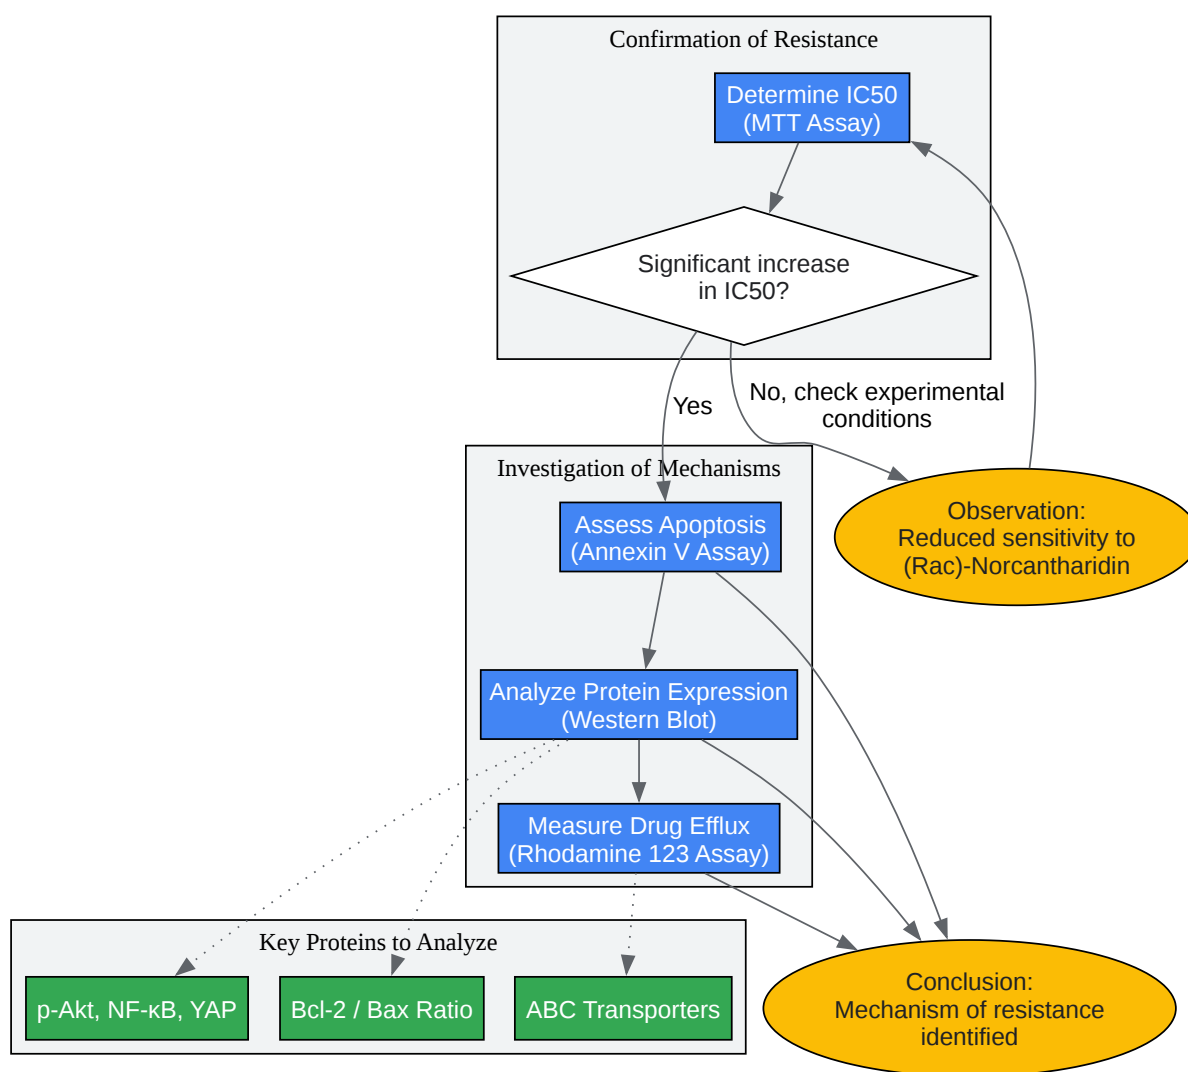 Confirmation of Resistance
Determine IC50
(MTT Assay)
Significant increase
in IC50?
Yes
No, check experimental
conditions
Investigation of Mechanisms
Assess Apoptosis
(Annexin V Assay)
Observation:
Reduced sensitivity to
(Rac)-Norcantharidin
Analyze Protein Expression
(Western Blot)
Measure Drug Efflux
(Rhodamine 123 Assay)
Key Proteins to Analyze
p-Akt, NF-κB, YAP
Bcl-2 / Bax Ratio
ABC Transporters
Conclusion:
Mechanism of resistance
identified